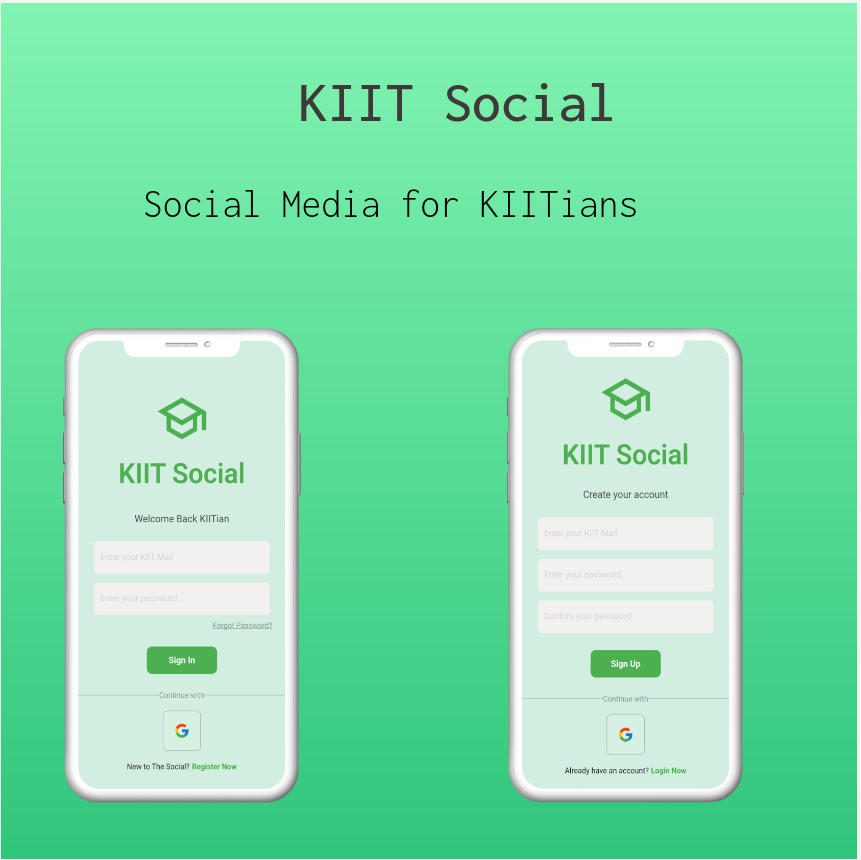 KIIT Social
Social Media for KIITians
KIIT Social
Welcome Back KIITian
Enter your KIIT Mail
Enter your password
Forgot Password?
Sign In
Continue with
New to The Social? Register Now
KIIT Social
Create your account
Enter your KIIT Mail
Enter your password
Confirm your password
Sign Up
Continue with
Already have an account? Login Now